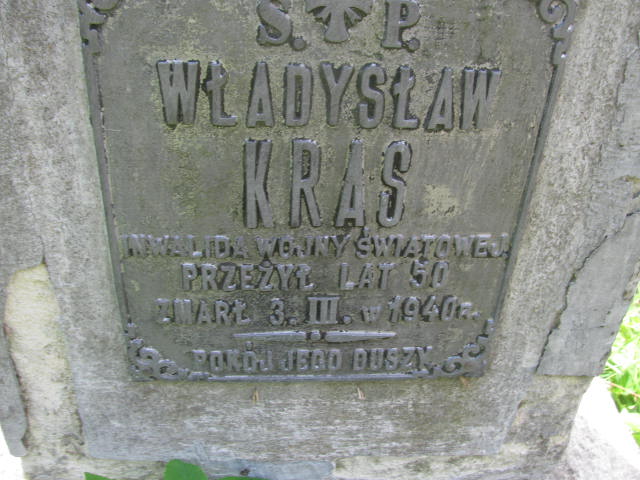 Ś. P.
WŁADYSŁAW
KRAS
INWALIDA WOJNY ŚWIATOWEJ
PRZEŻYŁ LAT 50
ZMARŁ 3. III. W 1940 R.
POKÓJ JEGO DUSZY.